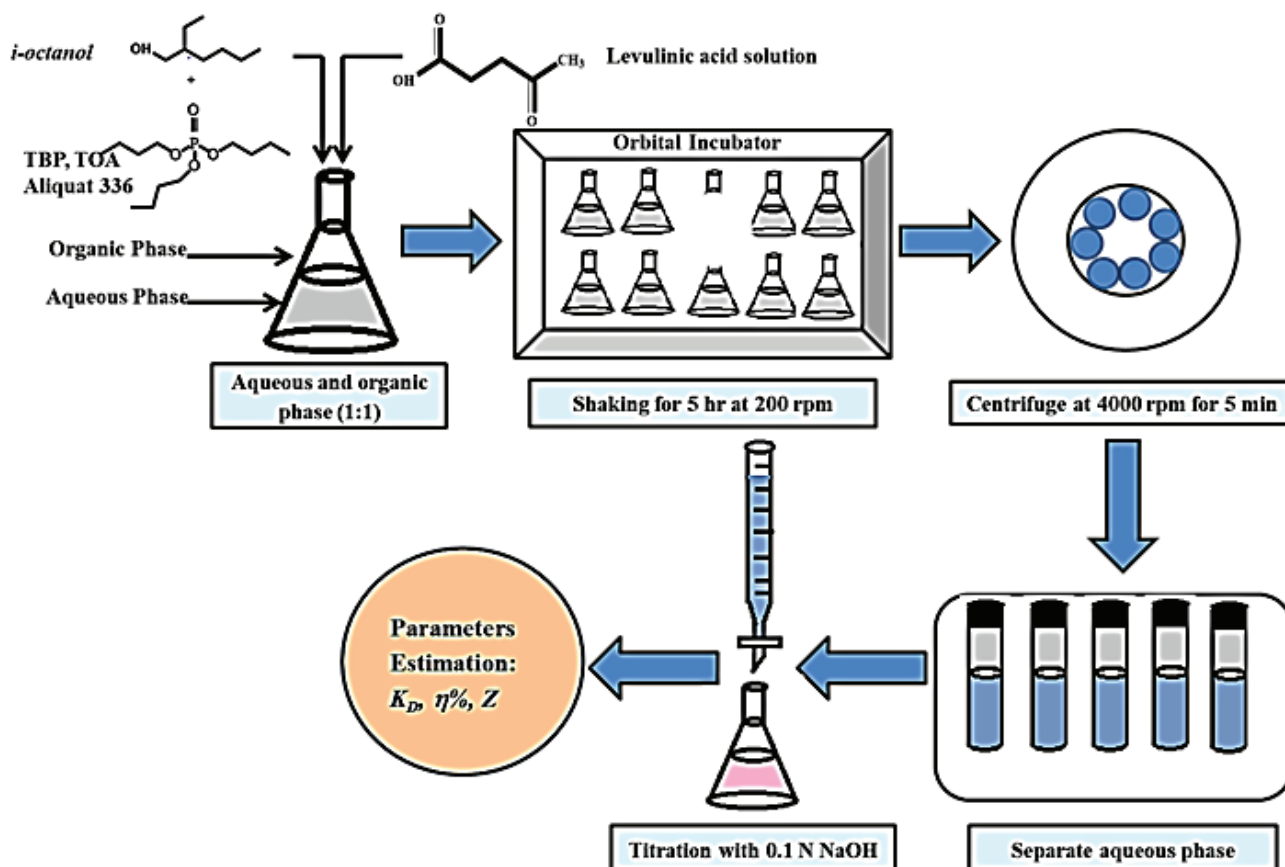 i-octanol
OH
+
O
P
O
O
O
TBP, TOA
Aliquat 336
O
OH
CH3
O
Levulinic acid solution
Organic Phase
Aqueous Phase
Aqueous and organic
phase (1:1)
Orbital Incubator
Shaking for 5 hr at 200 rpm
Centrifuge at 4000 rpm for 5 min
Parameters
Estimation:
KD, η%, Z
Titration with 0.1 N NaOH
Separate aqueous phase